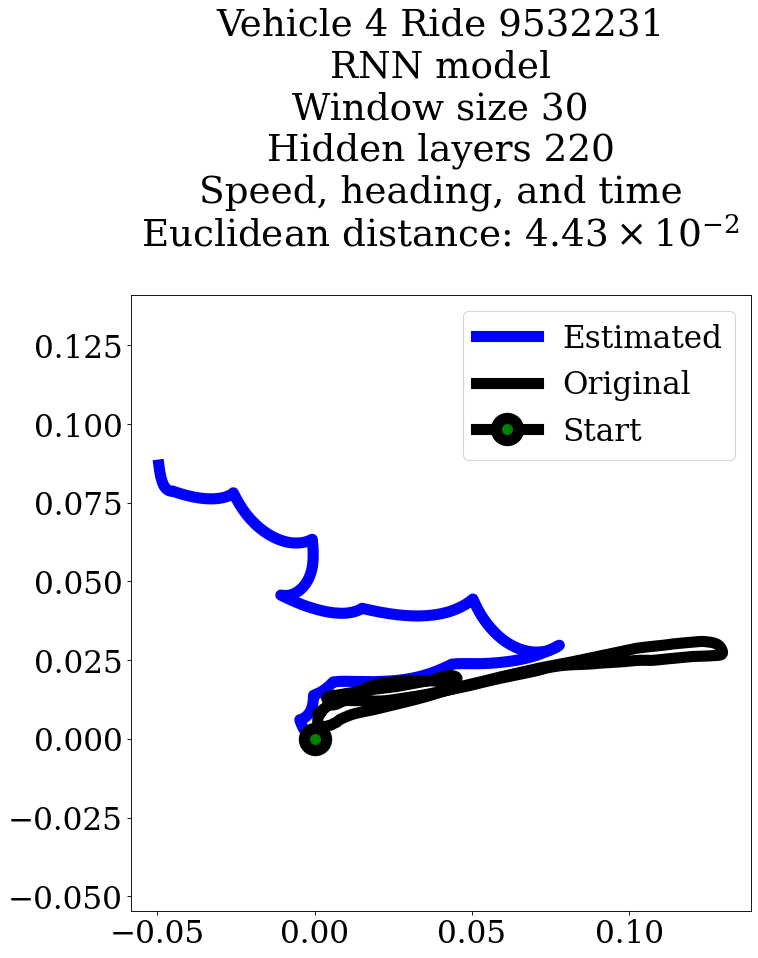 Vehicle 4 Ride 9532231
RNN model
Window size 30
Hidden layers 220
Speed, heading, and time
Euclidean distance: 4.43 × 10⁻²
Estimated
Original
Start
0.125
0.100
0.075
0.050
0.025
0.000
−0.025
−0.050
−0.05 0.00 0.05 0.10